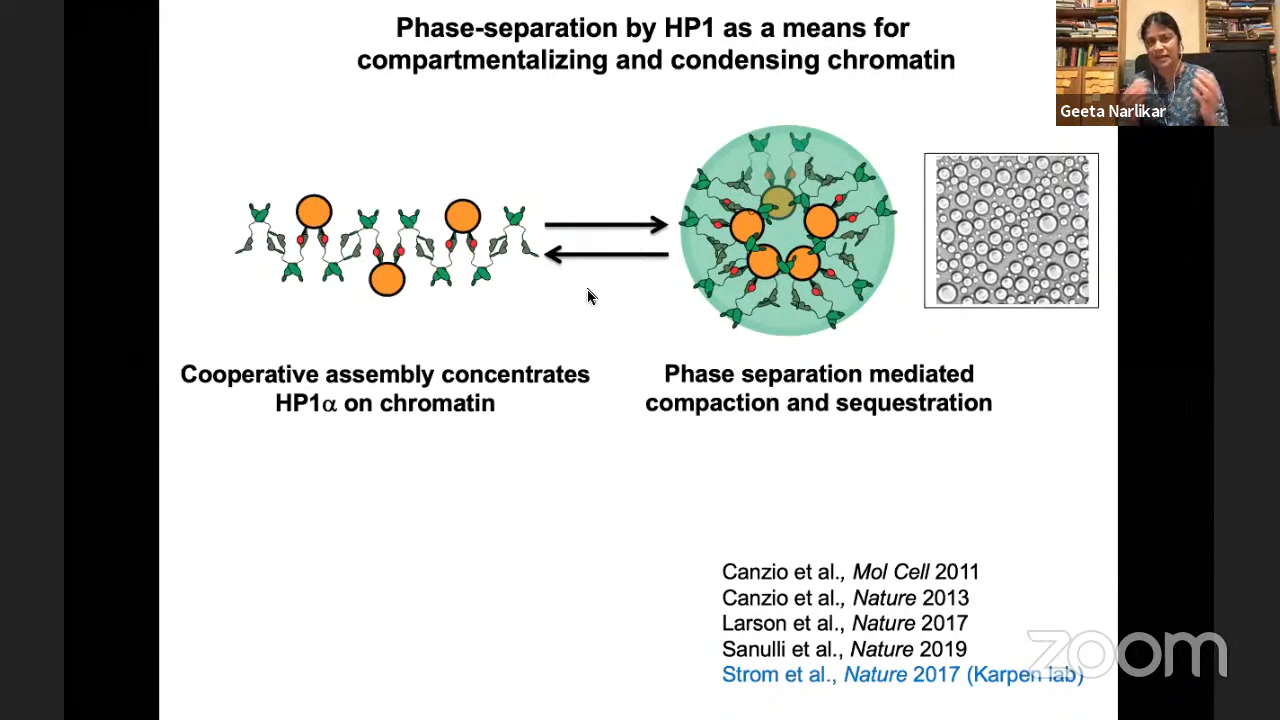 Phase-separation by HP1 as a means for
compartmentalizing and condensing chromatin
Geeta Narlikar
Cooperative assembly concentrates
HP1α on chromatin
Phase separation mediated
compaction and sequestration
Canzio et al., Mol Cell 2011
Canzio et al., Nature 2013
Larson et al., Nature 2017
Sanulli et al., Nature 2019
Strom et al., Nature 2017 (Karpen lab)
zoom